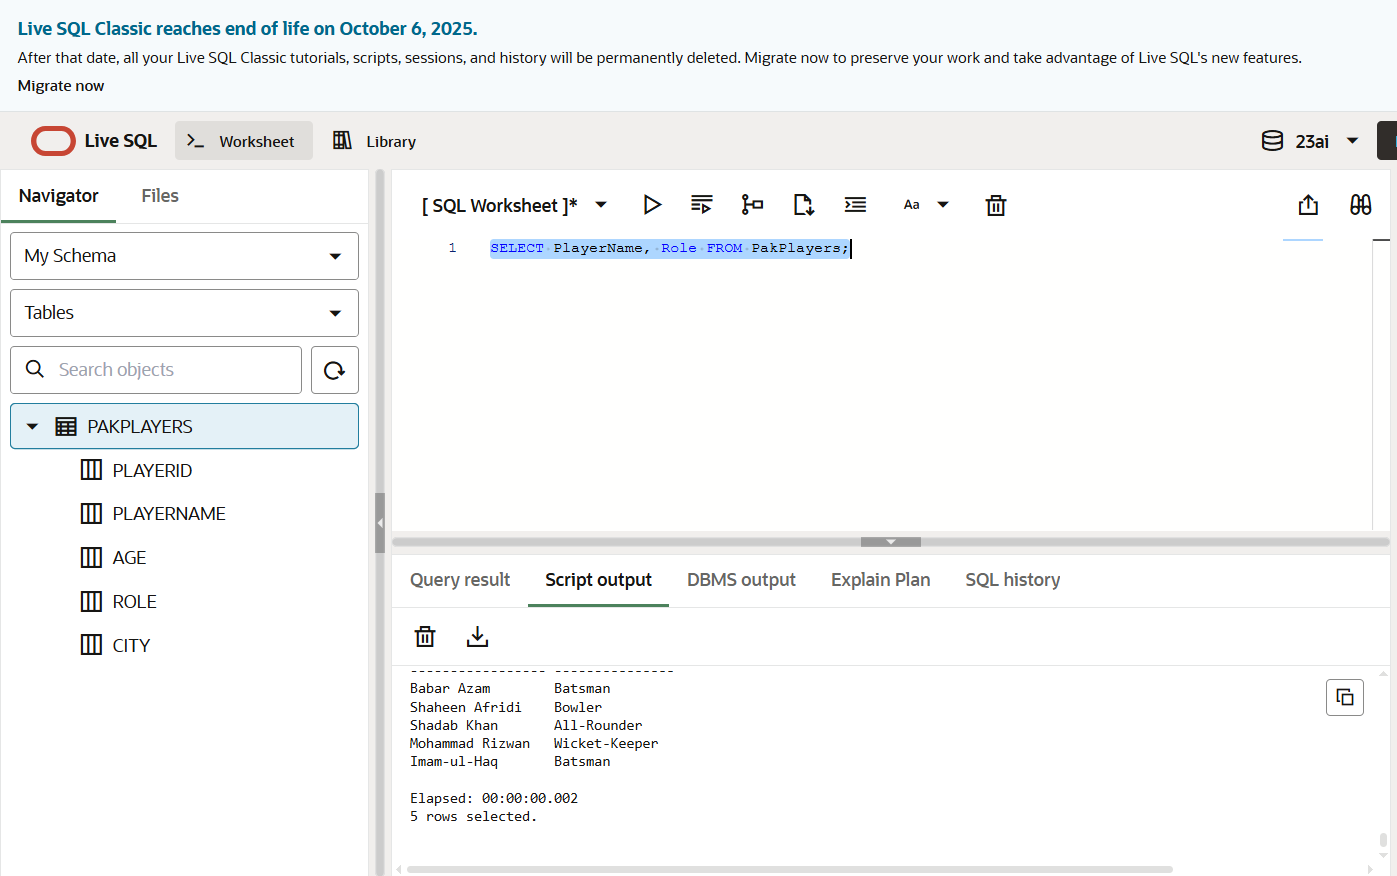 Live SQL Classic reaches end of life on October 6, 2025.
After that date, all your Live SQL Classic tutorials, scripts, sessions, and history will be permanently deleted. Migrate now to preserve your work and take advantage of Live SQL's new features.
Migrate now
Live SQL
Worksheet
Library
23ai
Navigator
Files
My Schema
Tables
Search objects
PAKPLAYERS
PLAYERID
PLAYERNAME
AGE
ROLE
CITY
[ SQL Worksheet ]*
Aa
1 SELECT PlayerName, Role FROM PakPlayers;
Query result
Script output
DBMS output
Explain Plan
SQL history
----------------- ---------------
Babar Azam Batsman
Shaheen Afridi Bowler
Shadab Khan All-Rounder
Mohammad Rizwan Wicket-Keeper
Imam-ul-Haq Batsman
Elapsed: 00:00:00.002
5 rows selected.